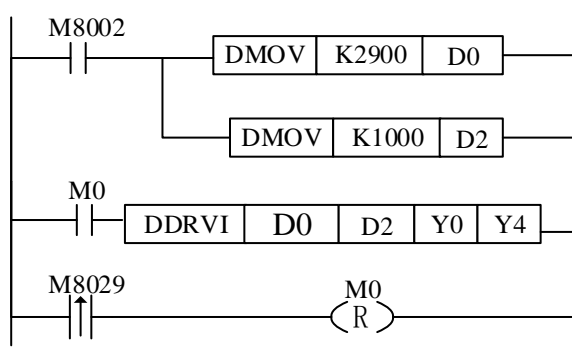 M8002
DMOV K2900 D0
DMOV K1000 D2
M0
DDRVI D0 D2 Y0 Y4
M8029 M0
R